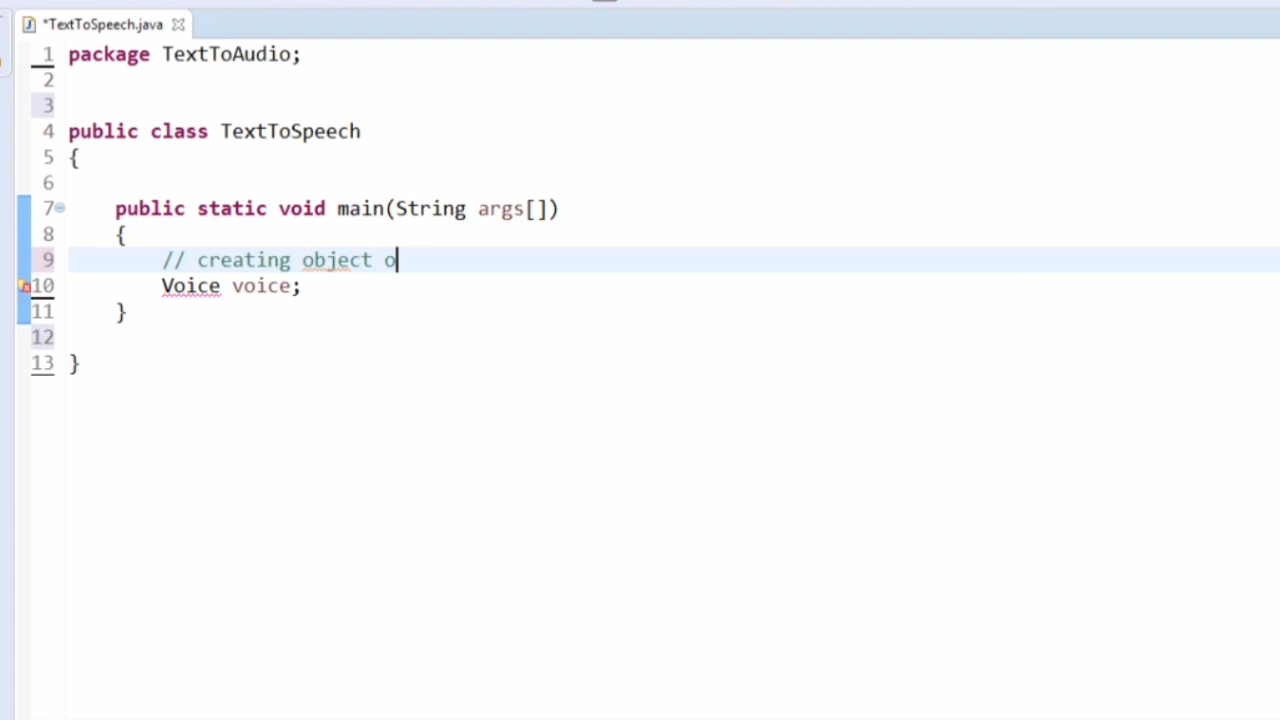 *TextToSpeech.java
1 package TextToAudio;
2
3
4 public class TextToSpeech
5 {
6
7 public static void main(String args[])
8 {
9 // creating object o
10 Voice voice;
11 }
12
13 }